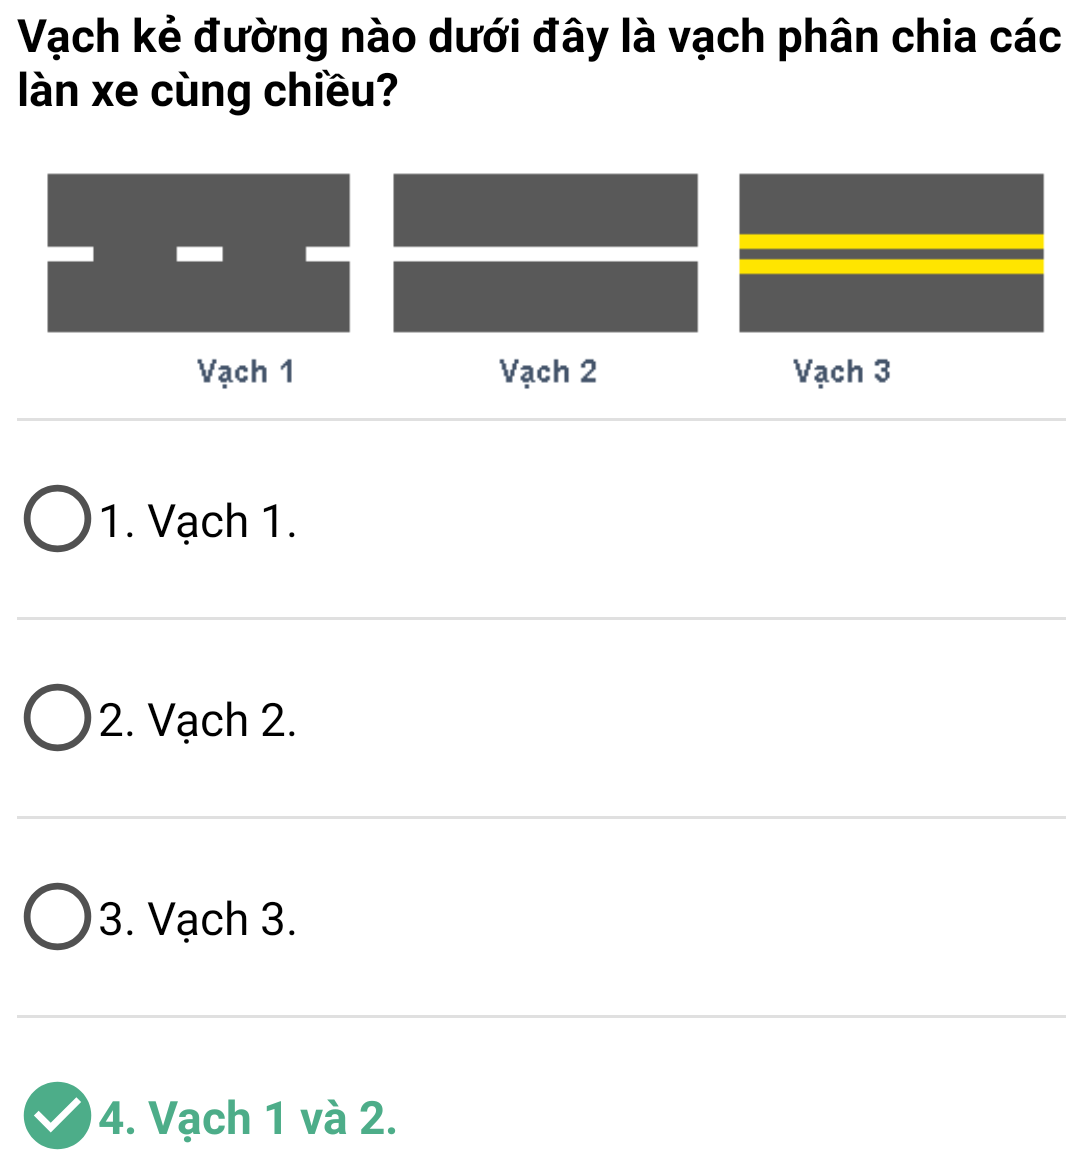 Vạch kẻ đường nào dưới đây là vạch phân chia các
làn xe cùng chiều?
Vạch 1
Vạch 2
Vạch 3
1. Vạch 1.
2. Vạch 2.
3. Vạch 3.
4. Vạch 1 và 2.